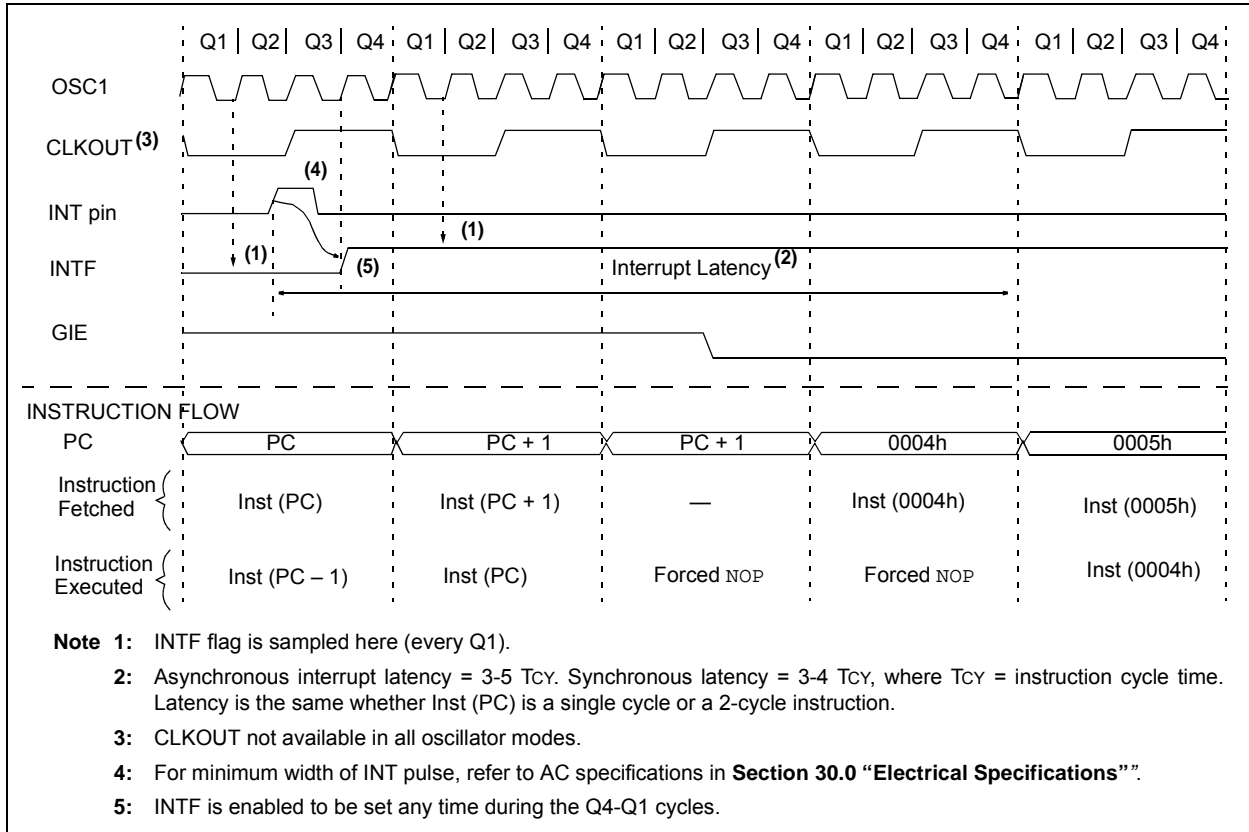 Q1 | Q2 | Q3 | Q4 Q1 | Q2 | Q3 | Q4 Q1 | Q2 | Q3 | Q4 Q1 | Q2 | Q3 | Q4 Q1 | Q2 | Q3 | Q4
OSC1
CLKOUT (3)
(4)
INT pin
(1)
(1)
INTF
(5)
Interrupt Latency (2)
GIE
INSTRUCTION FLOW
PC PC PC + 1 PC + 1 0004h 0005h
Instruction
Fetched
Inst (PC) Inst (PC + 1) — Inst (0004h) Inst (0005h)
Instruction
Executed
Inst (PC – 1) Inst (PC) Forced NOP Forced NOP Inst (0004h)
Note 1: INTF flag is sampled here (every Q1).
2: Asynchronous interrupt latency = 3-5 TCY. Synchronous latency = 3-4 TCY, where TCY = instruction cycle time.
Latency is the same whether Inst (PC) is a single cycle or a 2-cycle instruction.
3: CLKOUT not available in all oscillator modes.
4: For minimum width of INT pulse, refer to AC specifications in Section 30.0 “Electrical Specifications””.
5: INTF is enabled to be set any time during the Q4-Q1 cycles.